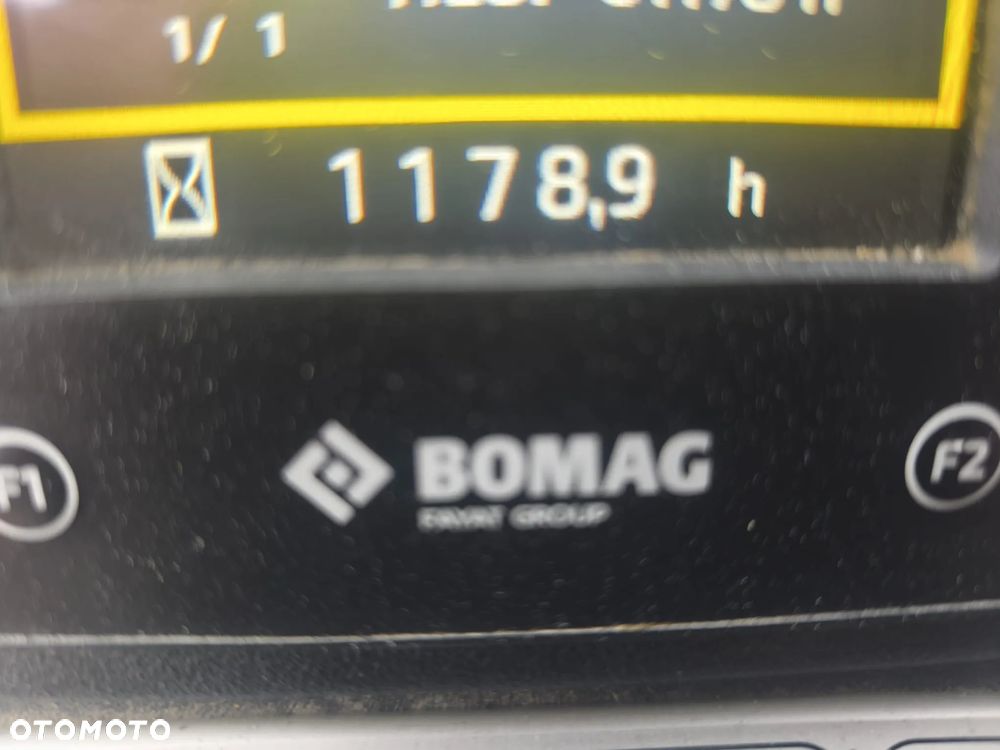 1/ 1
1178,9 h
F1
BOMAG
F2
FAYAT GROUP
OTOMOTO